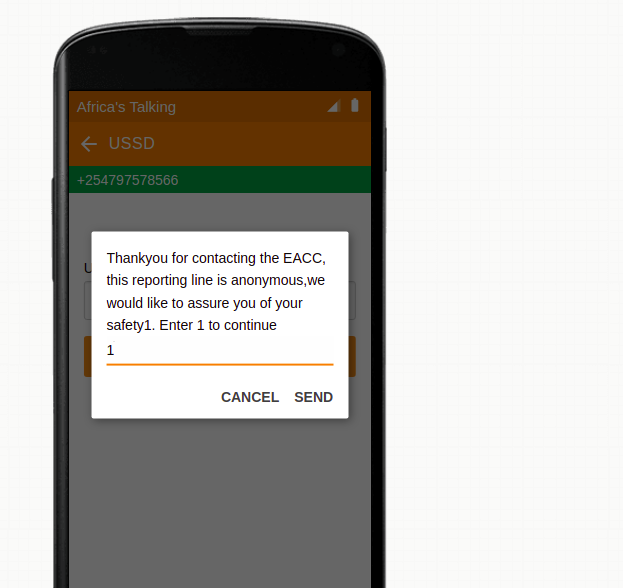 Africa's Talking
USSD
+254797578566
U
Thankyou for contacting the EACC,
this reporting line is anonymous,we
would like to assure you of your
safety1. Enter 1 to continue
1
CANCEL SEND